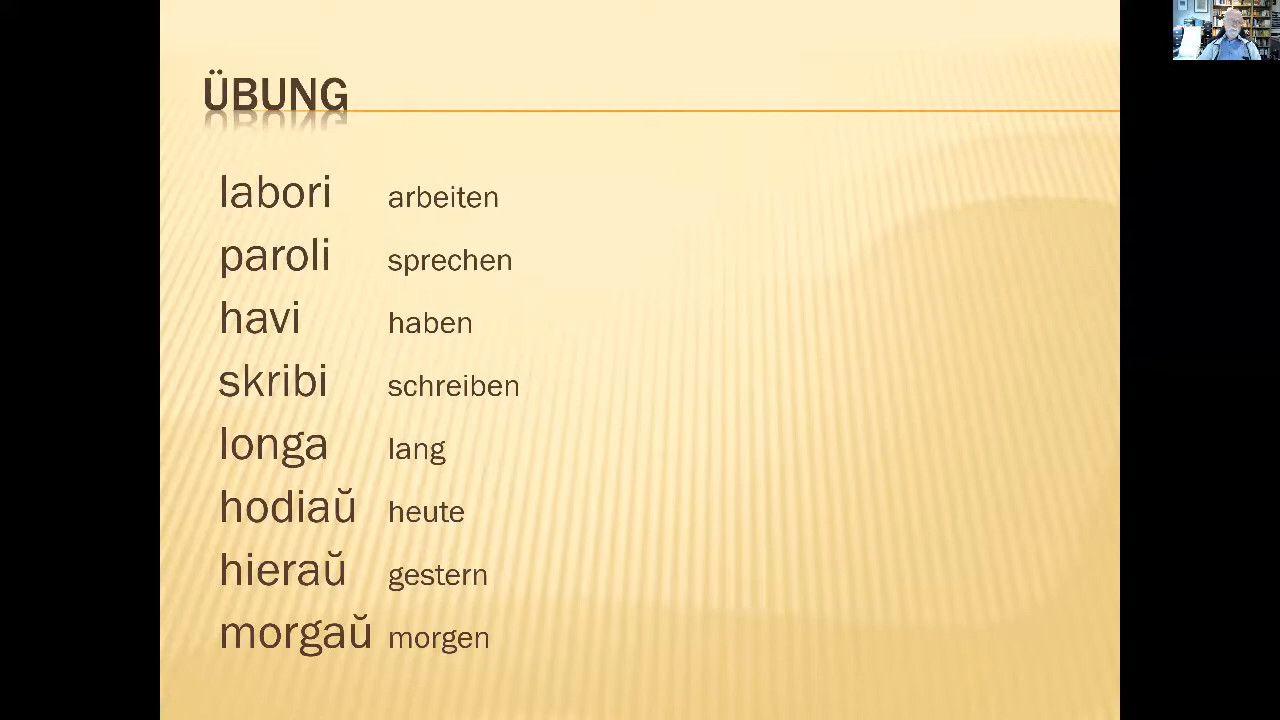 ÜBUNG
labori arbeiten
paroli sprechen
havi haben
skribi schreiben
longa lang
hodiaŭ heute
hieraŭ gestern
morgaŭ morgen